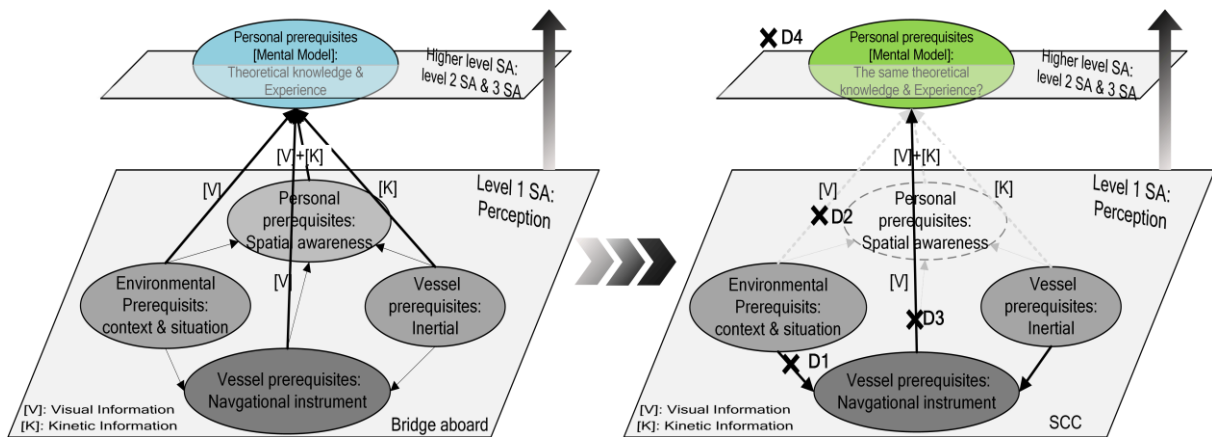 Personal prerequisites
[Mental Model]:
Theoretical knowledge &
Experience
Higher level SA:
level 2 SA & 3 SA
[V]+[K]
[V]
[K]
Level 1 SA:
Perception
Personal
prerequisites:
Spatial awareness
[V]
Environmental
Prerequisits:
context & situation
Vessel
prerequisites:
Inertial
Vessel prerequisites:
Navgational instrument
[V]: Visual Information
[K]: Kinetic Information
Bridge aboard
D4
Personal prerequisites
[Mental Model]:
The same theoretical
knowledge & Experience?
Higher level SA:
level 2 SA & 3 SA
[V]+[K]
[V]
[K]
Level 1 SA:
Perception
D2
Personal
prerequisites:
Spatial awareness
[V]
Environmental
Prerequisits:
context & situation
D3
Vessel
prerequisites:
Inertial
D1
Vessel prerequisites:
Navgational instrument
[V]: Visual Information
[K]: Kinetic Information
SCC